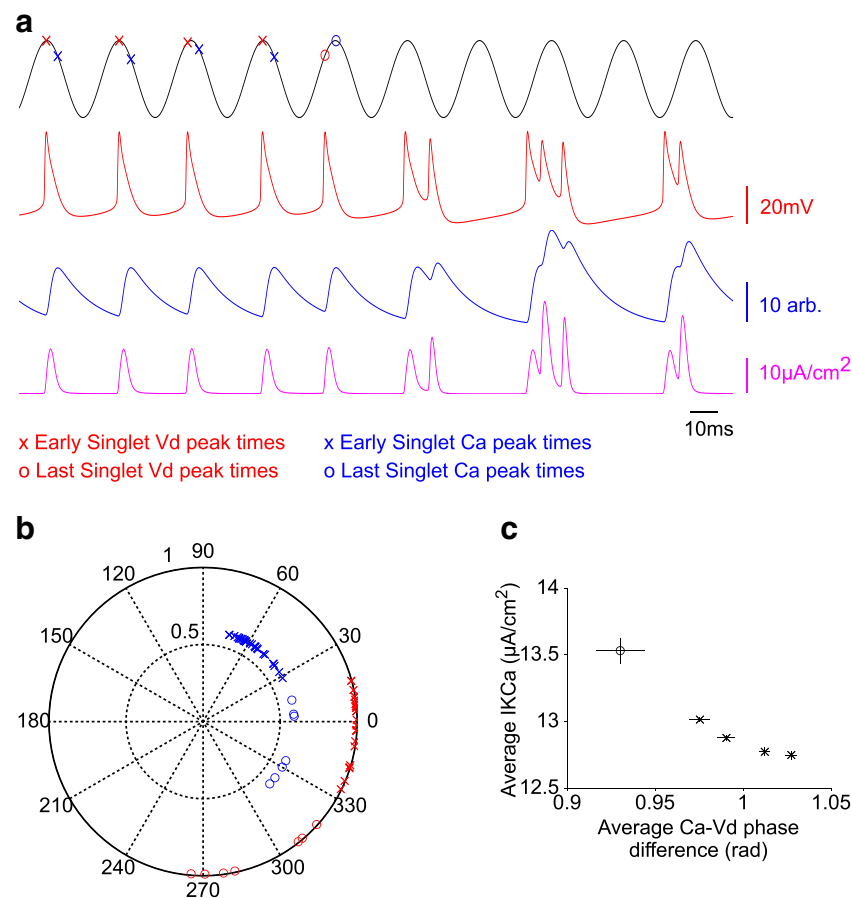 a
20mV
10 arb.
10µA/cm2
10ms
x Early Singlet Vd peak times
x Early Singlet Ca peak times
o Last Singlet Vd peak times
o Last Singlet Ca peak times
b
90
1
120
60
0.5
150
30
180
0
210
330
240
300
270
c
14
13.5
13
12.5
0.9
0.95
1
1.05
Average IKCa (µA/cm2)
Average Ca-Vd phase
difference (rad)